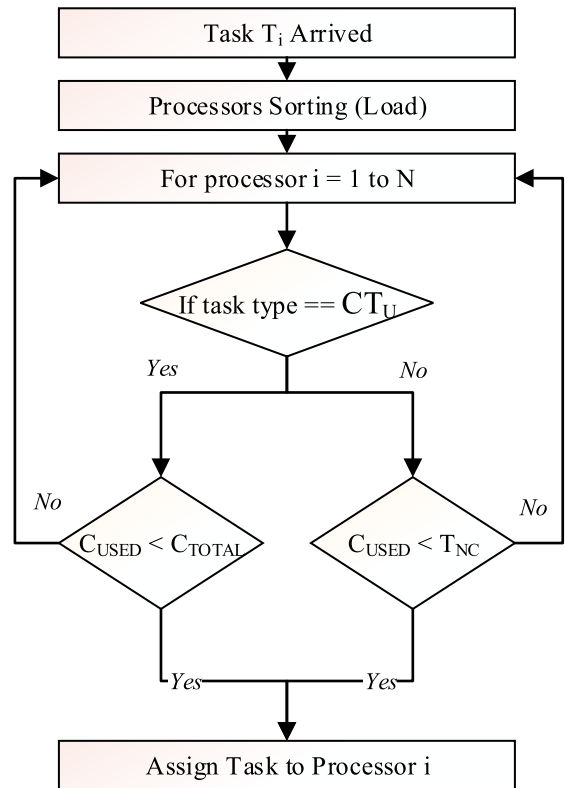 Task Tᵢ Arrived
Processors Sorting (Load)
For processor i = 1 to N
If task type == CT_U
Yes
No
No
C_USED < C_TOTAL
C_USED < T_NC
No
Yes
Yes
Assign Task to Processor i